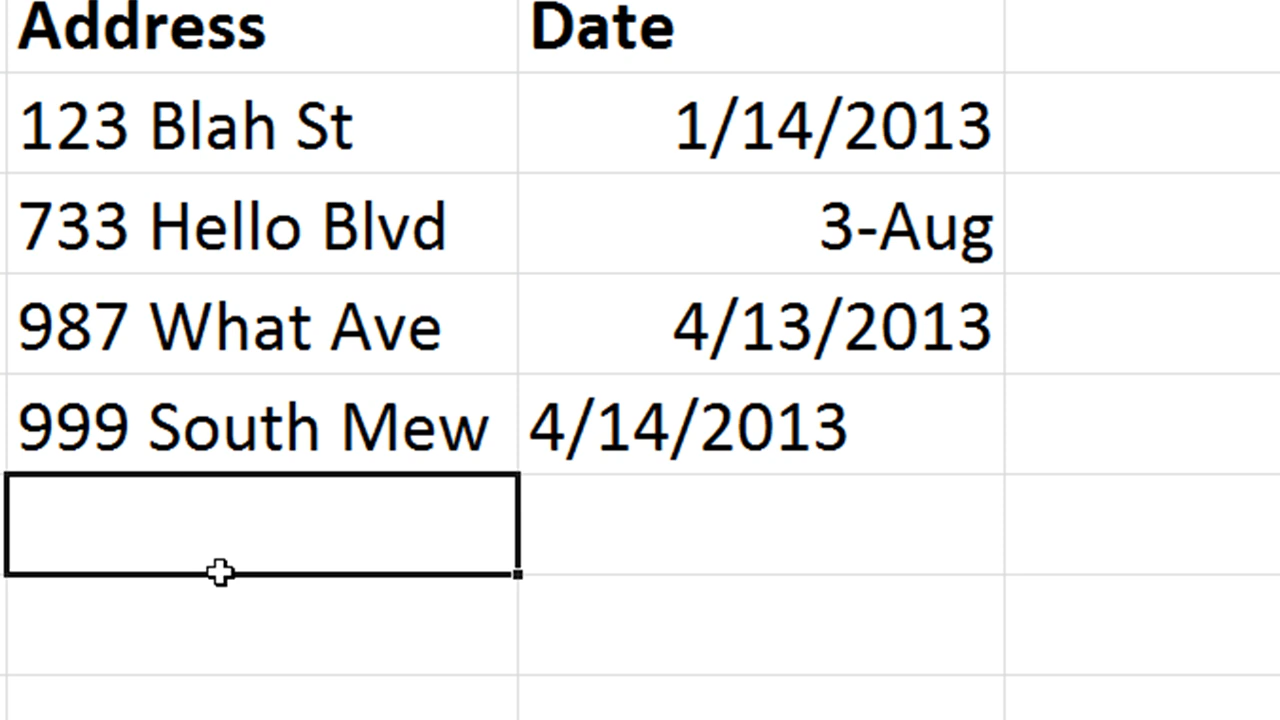 Address Date
123 Blah St 1/14/2013
733 Hello Blvd 3-Aug
987 What Ave 4/13/2013
999 South Mew 4/14/2013